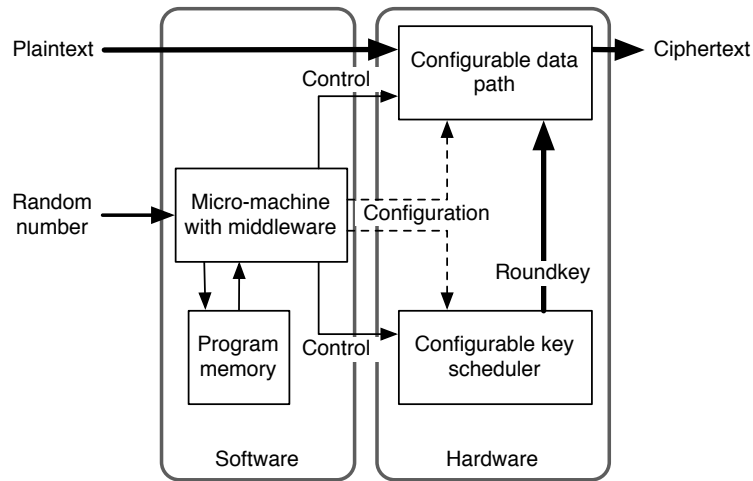 Plaintext
Configurable data
path
Ciphertext
Control
Random
number
Micro-machine
with middleware
Configuration
Roundkey
Program
memory
Control
Configurable key
scheduler
Software
Hardware